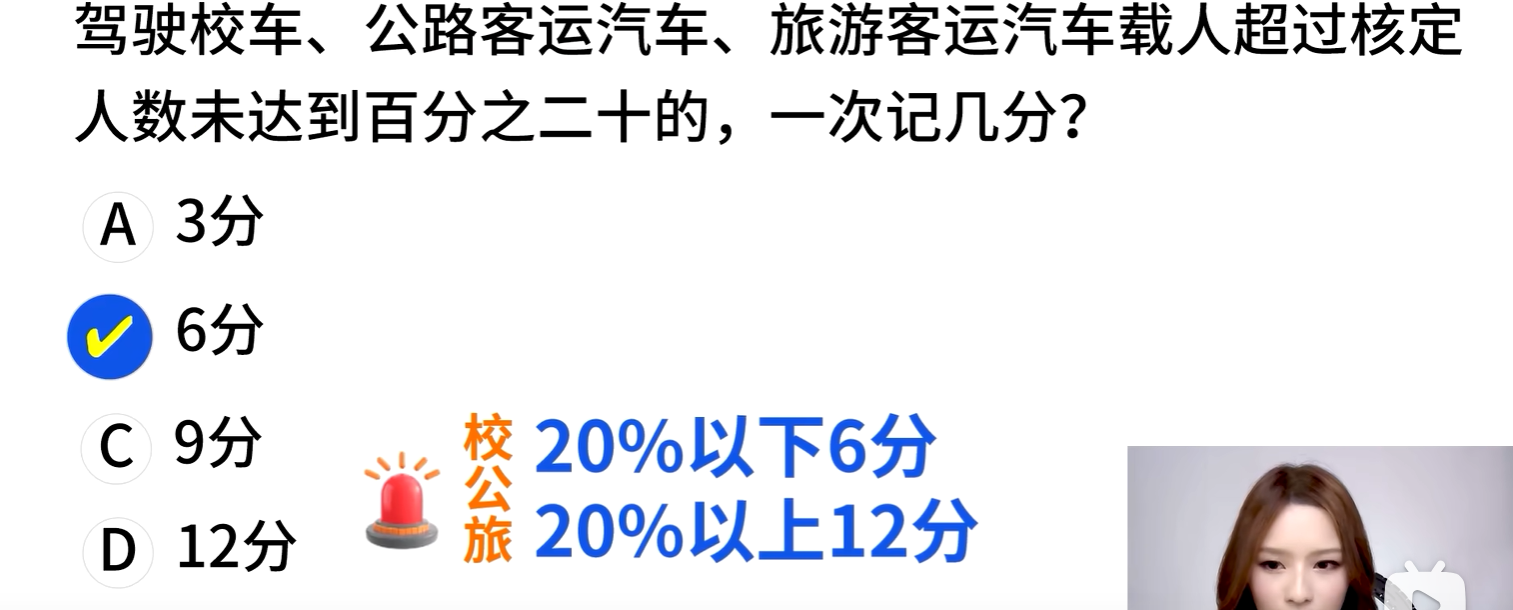 驾驶校车、公路客运汽车、旅游客运汽车载人超过核定
人数未达到百分之二十的，一次记几分？
A 3分
6分
C 9分
D 12分
校公旅
20%以下6分
20%以上12分